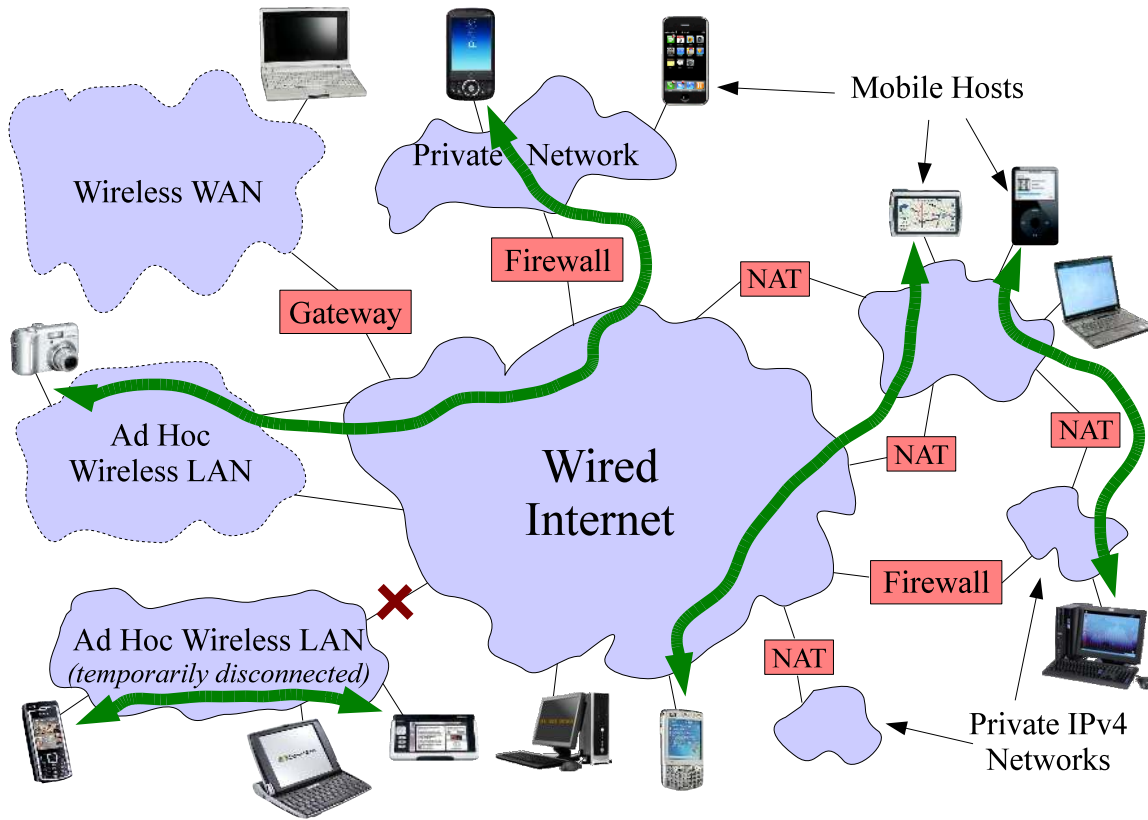 Mobile Hosts
Private Network
Wireless WAN
Firewall
NAT
Gateway
Ad Hoc
Wireless LAN
NAT
NAT
Wired
Internet
Firewall
Ad Hoc Wireless LAN
(temporarily disconnected)
NAT
Private IPv4
Networks